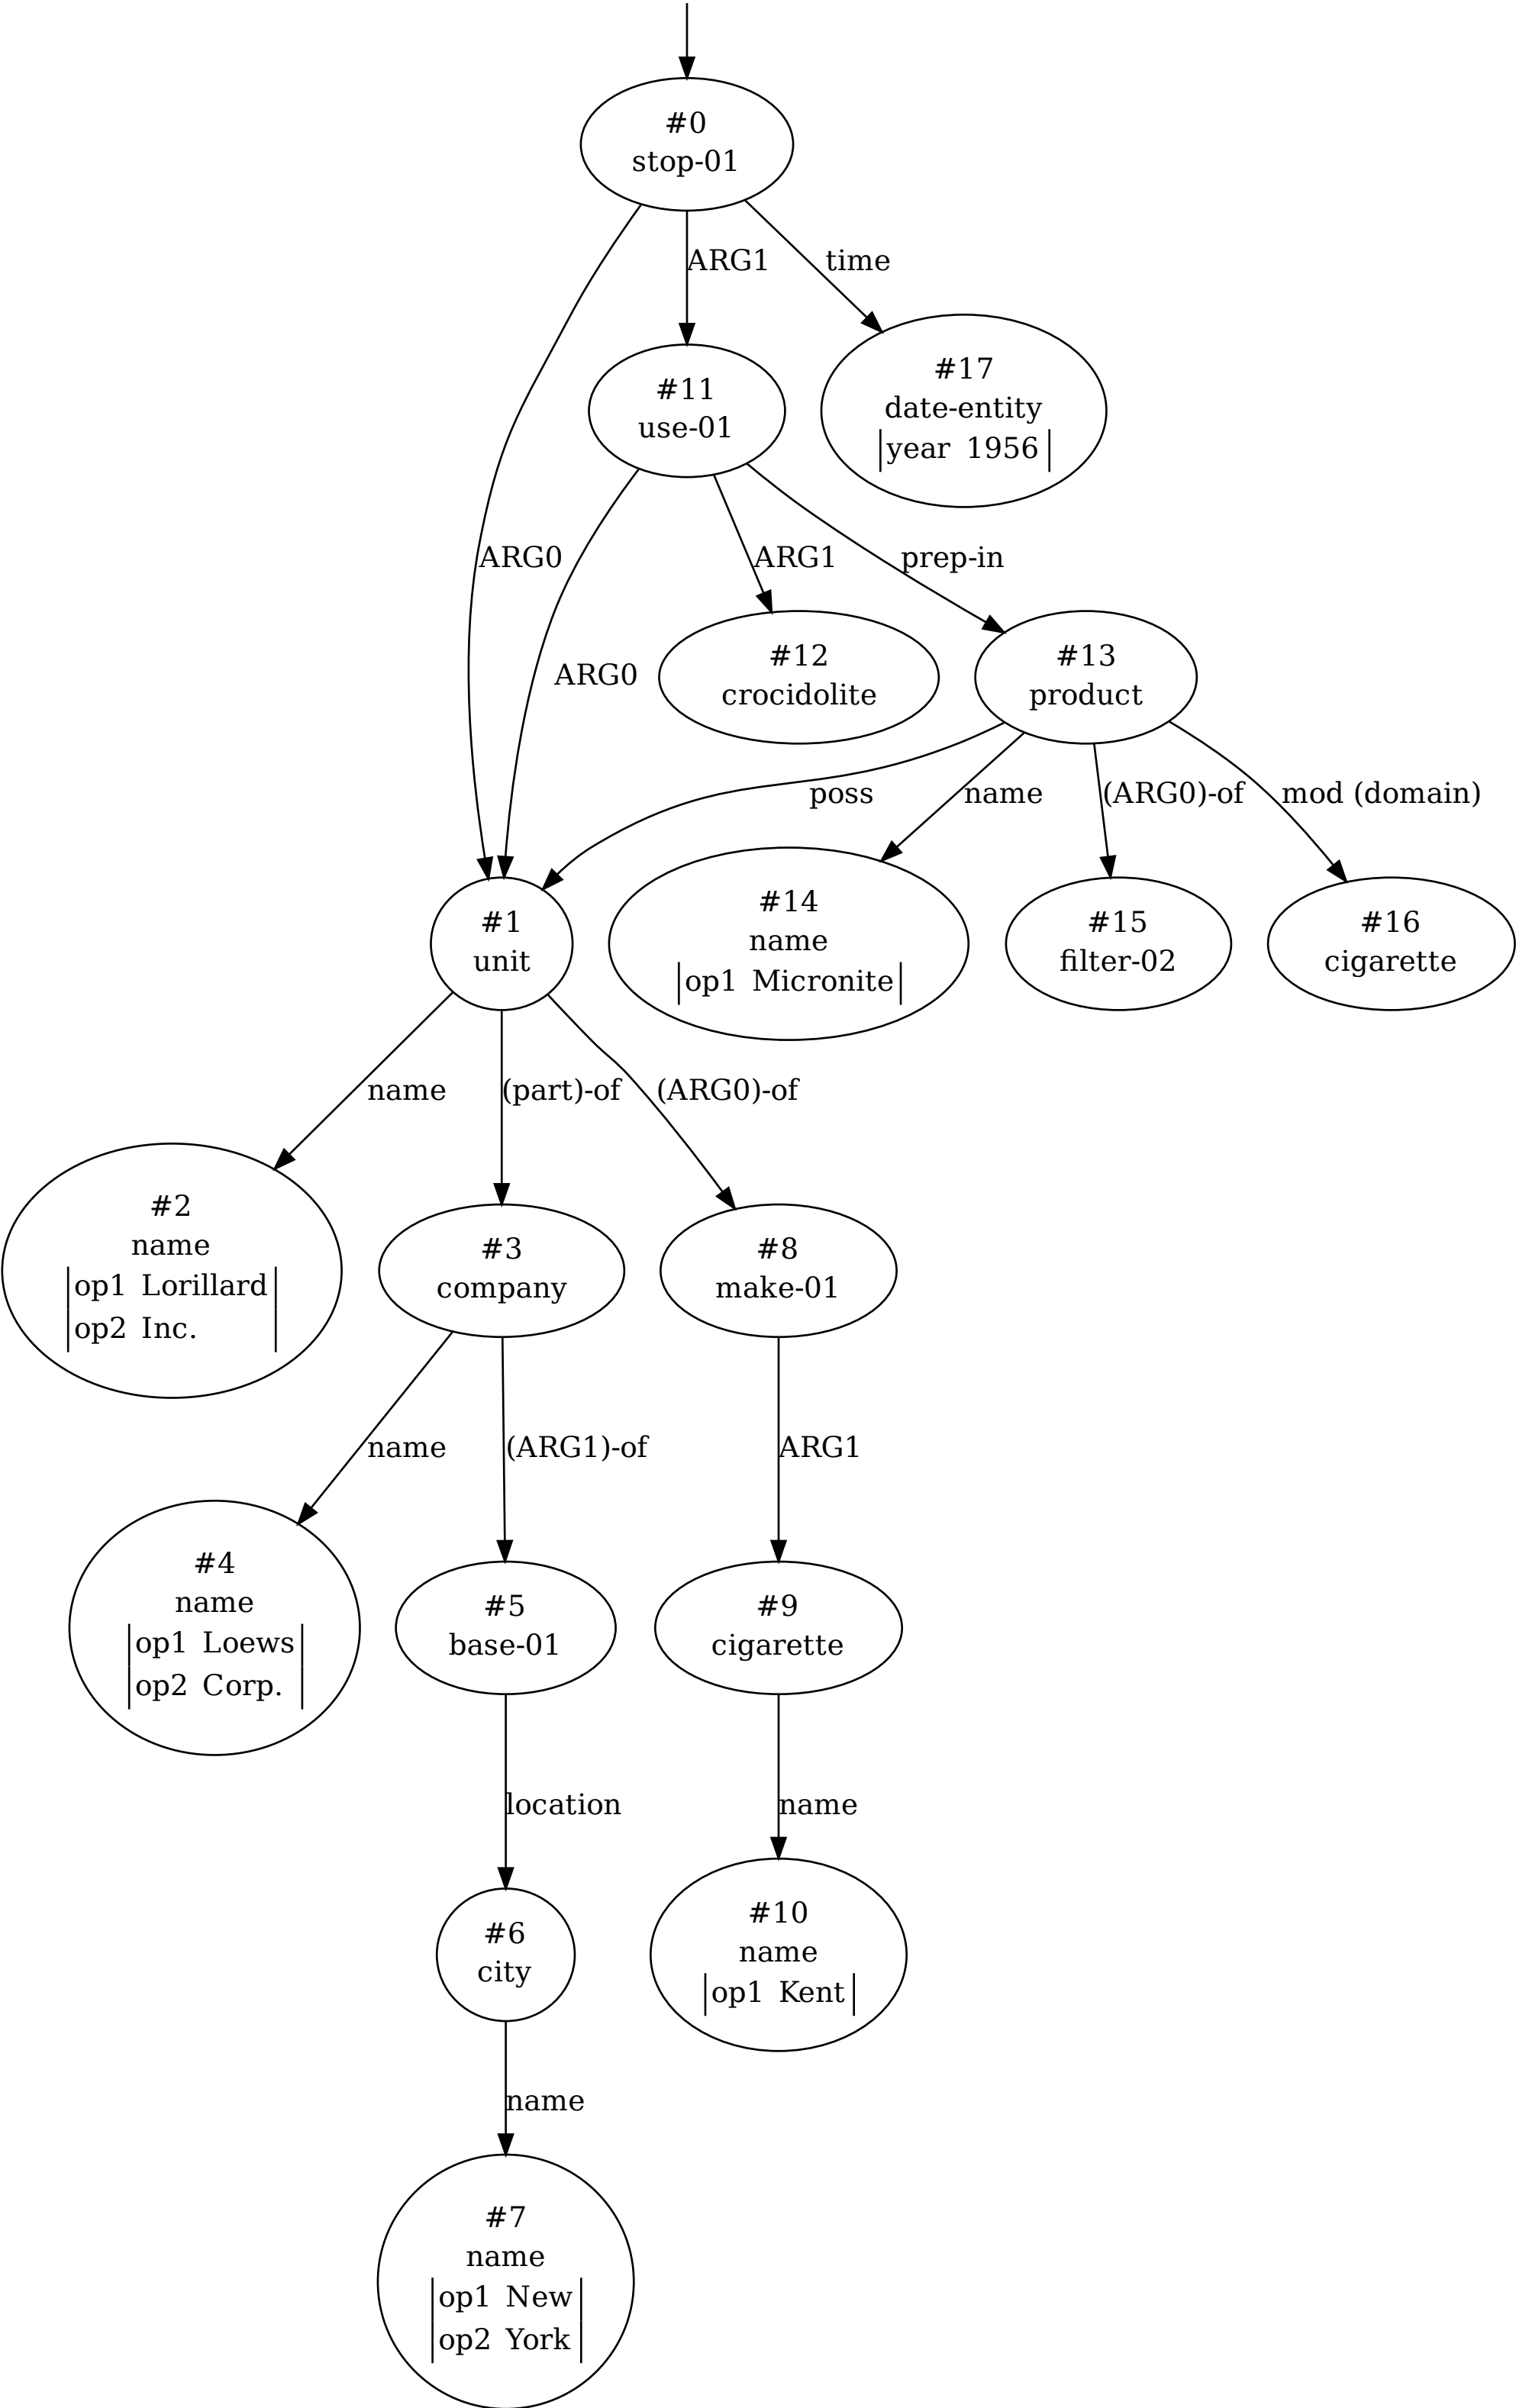 #0
stop-01
ARG1
time
#11
use-01
#17
date-entity
year 1956
ARG0
ARG1
prep-in
ARG0
#12
crocidolite
#13
product
poss
name
(ARG0)-of
mod (domain)
#1
unit
#14
name
op1 Micronite
#15
filter-02
#16
cigarette
name
(part)-of
(ARG0)-of
#2
name
op1 Lorillard
op2 Inc.
#3
company
#8
make-01
name
(ARG1)-of
ARG1
#4
name
op1 Loews
op2 Corp.
#5
base-01
#9
cigarette
location
name
#6
city
#10
name
op1 Kent
name
#7
name
op1 New
op2 York